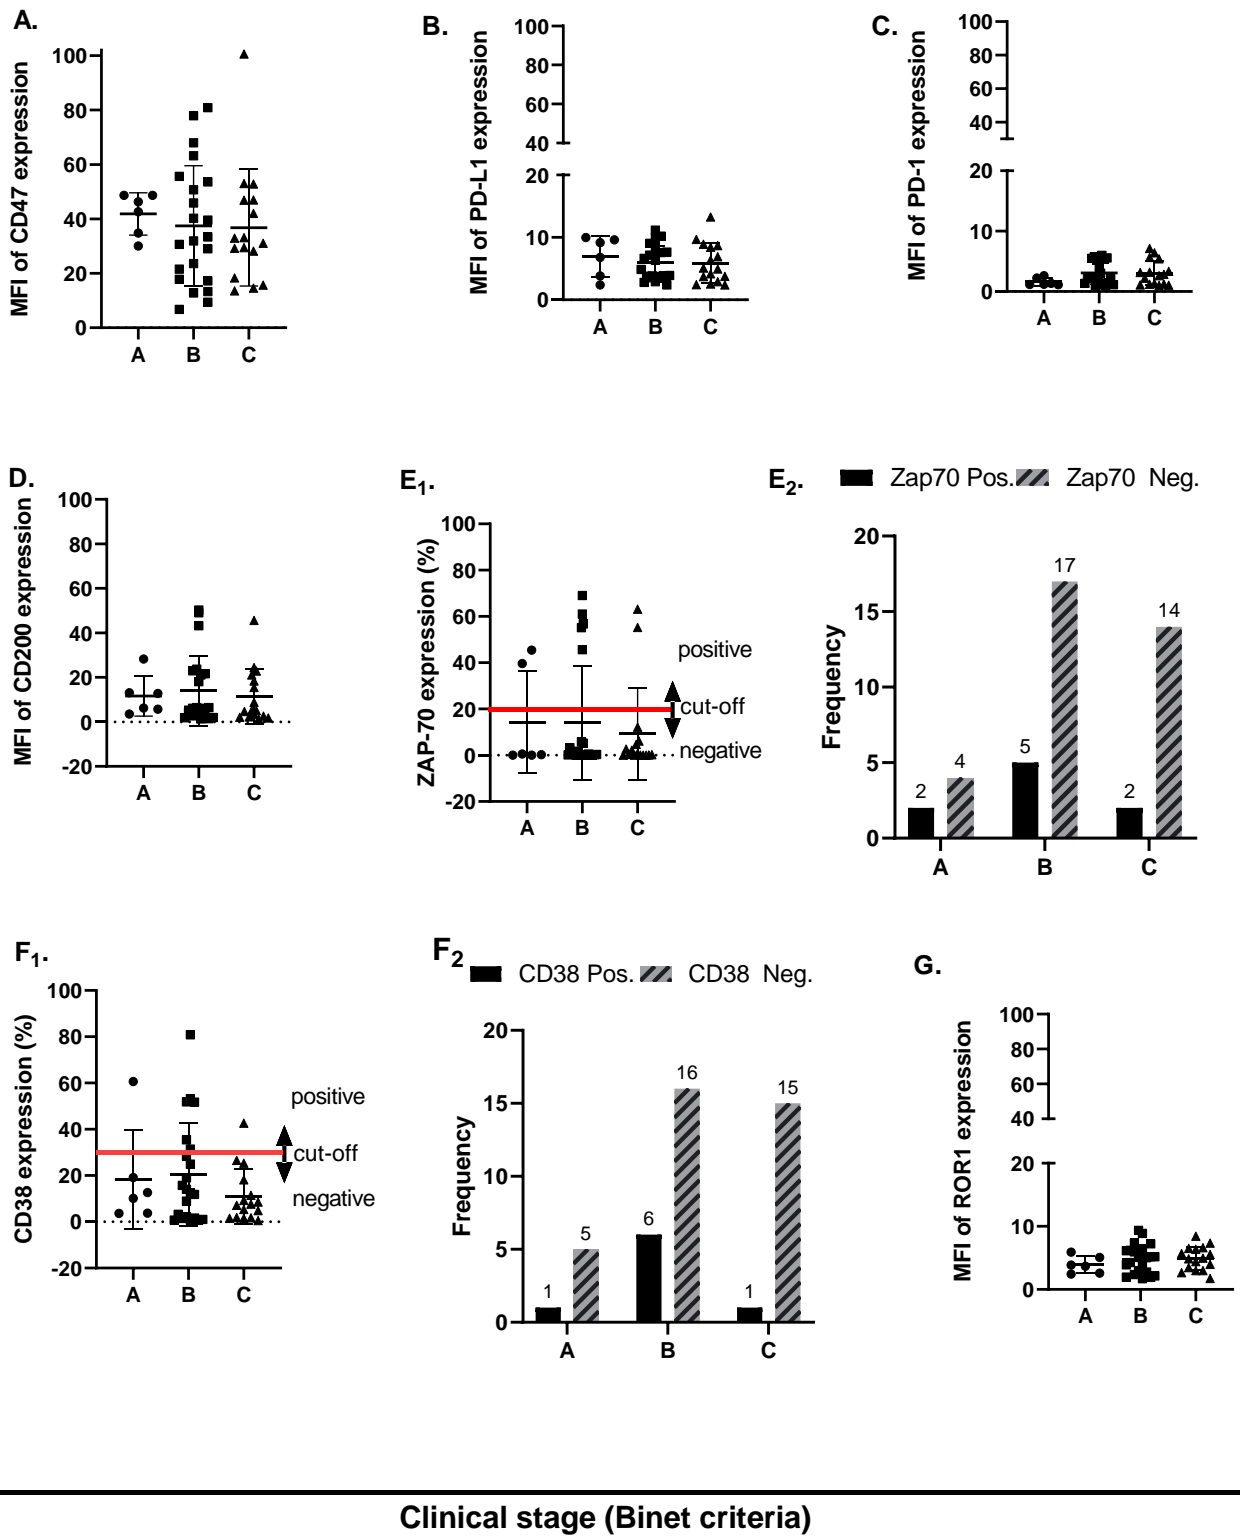 A.
MFI of CD47 expression
100
80
60
40
20
0
A B C
B.
MFI of PD-L1 expression
100
80
60
40
20
10
0
A B C
C.
MFI of PD-1 expression
100
80
60
40
20
10
0
A B C
D.
MFI of CD200 expression
100
80
60
40
20
0
-20
A B C
E1.
ZAP-70 expression (%)
100
80
60
40
20
0
-20
positive
cut-off
negative
A B C
E2.
Zap70 Pos. Zap70 Neg.
Frequency
20
15
10
5
0
2 4 5 17 2 14
A B C
F1.
CD38 expression (%)
100
80
60
40
20
0
-20
positive
cut-off
negative
A B C
F2
CD38 Pos. CD38 Neg.
Frequency
20
15
10
5
0
1 5 6 16 1 15
A B C
G.
MFI of ROR1 expression
100
80
60
40
20
10
0
A B C
Clinical stage (Binet criteria)